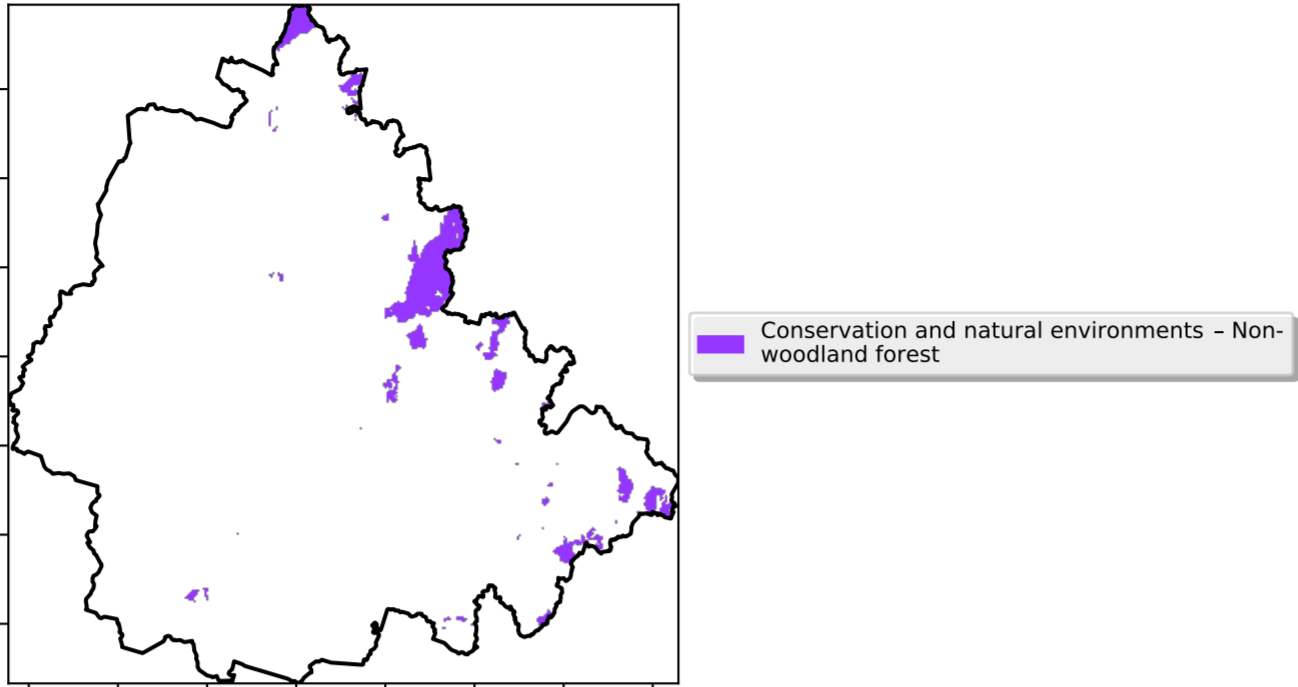 Conservation and natural environments – Non-
woodland forest